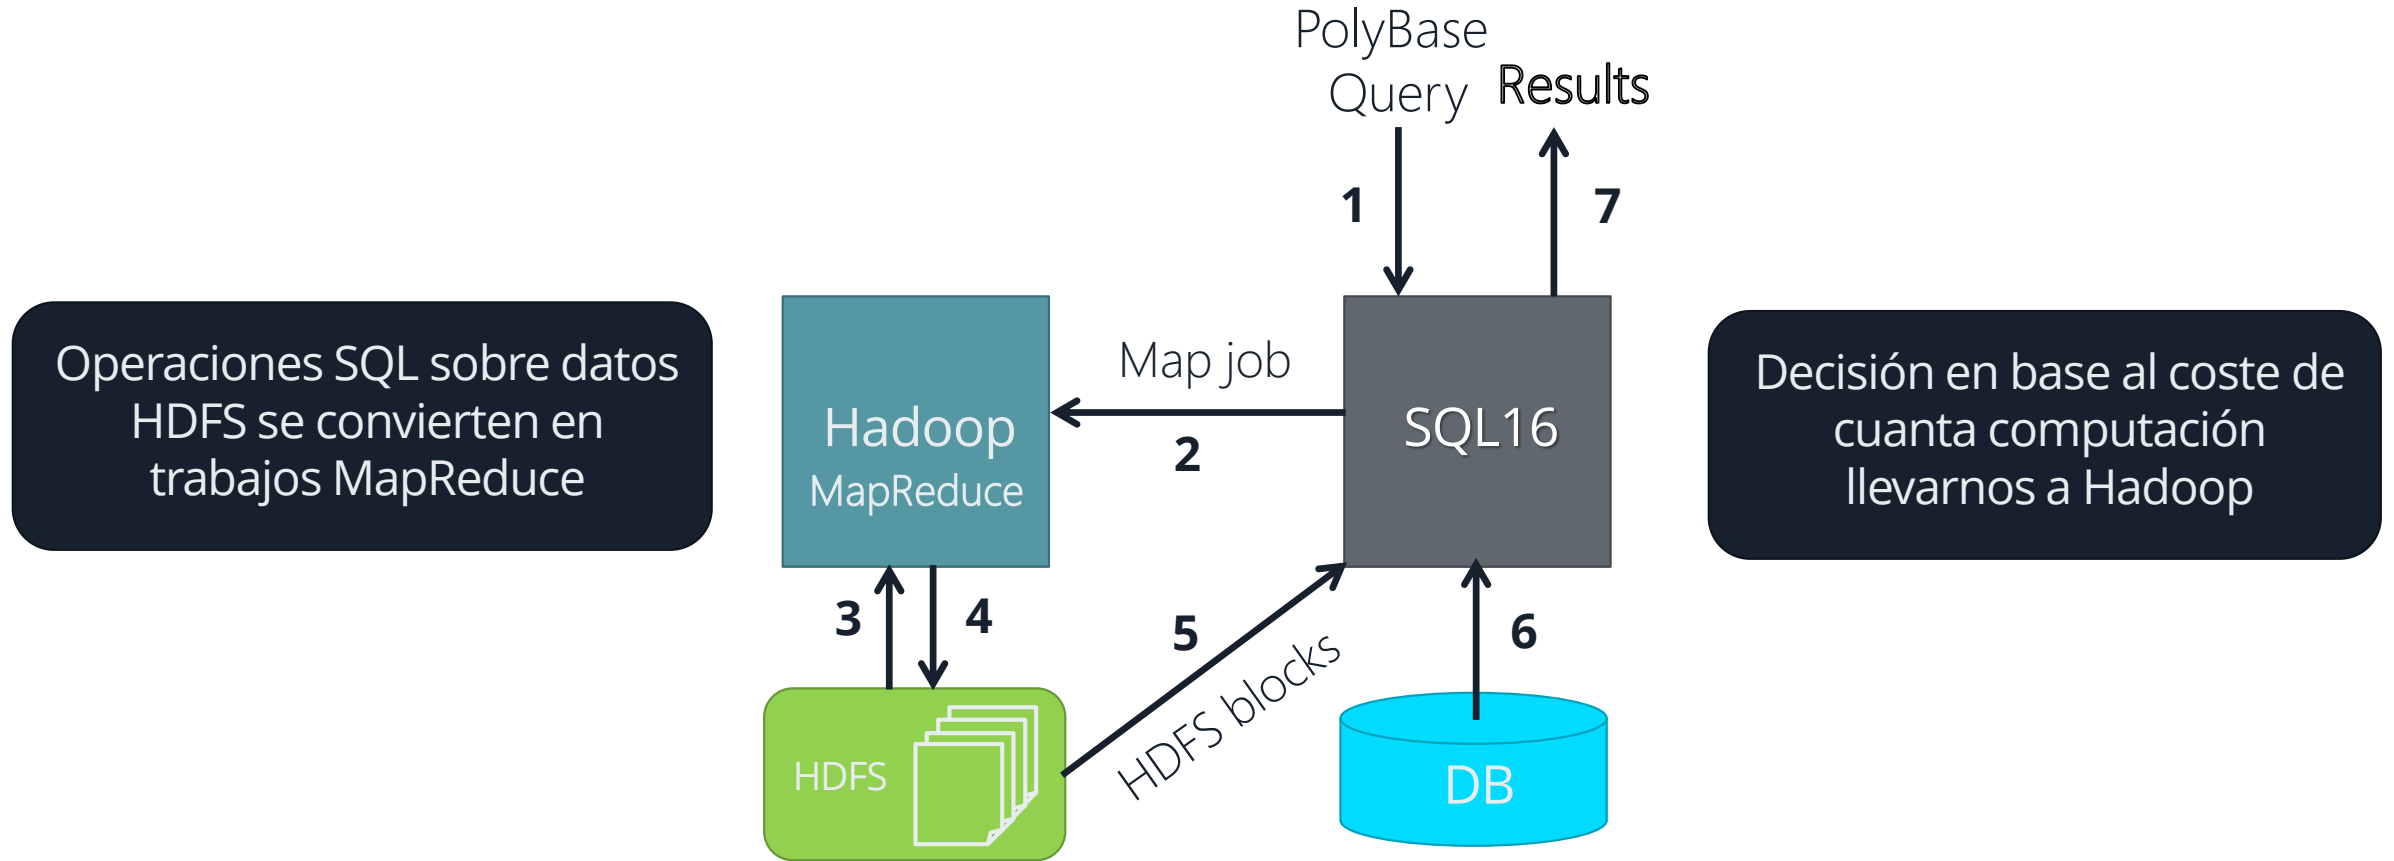 PolyBase
Query
Results
1
7
Operaciones SQL sobre datos
HDFS se convierten en
trabajos MapReduce
Hadoop
MapReduce
Map job
2
SQL16
Decisión en base al coste de
cuanta computación
llevarnos a Hadoop
3
4
5
6
HDFS blocks
HDFS
DB